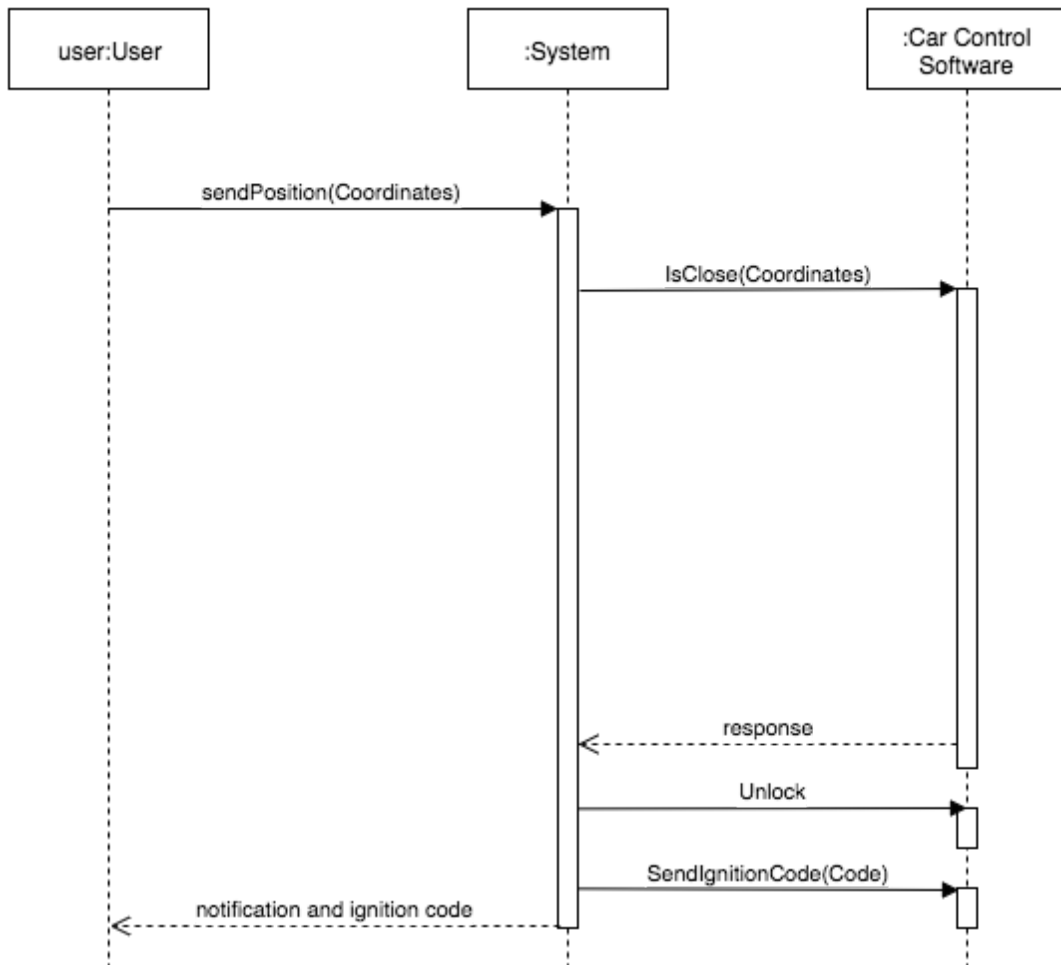 user:User
:System
:Car Control
Software
sendPosition(Coordinates)
IsClose(Coordinates)
response
Unlock
SendIgnitionCode(Code)
notification and ignition code